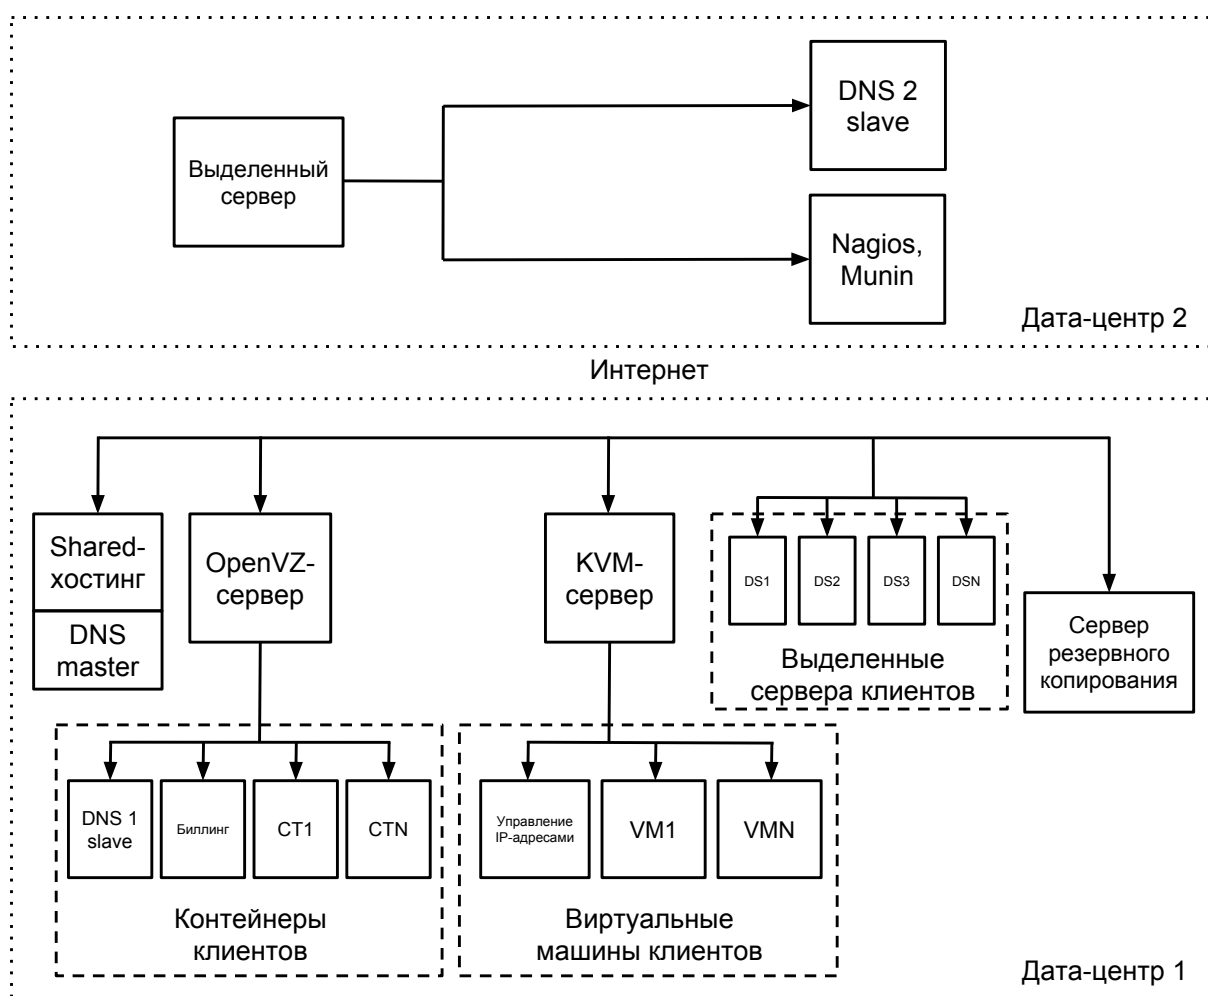 DNS 2
slave
Выделенный
сервер
Nagios,
Munin
Дата-центр 2
Интернет
Shared-
хостинг
DNS
master
OpenVZ-
сервер
KVM-
сервер
DS1
DS2
DS3
DSN
Выделенные
сервера клиентов
Сервер
резервного
копирования
DNS 1
slave
Биллинг
CT1
CTN
Контейнеры
клиентов
Управление
IP-адресами
VM1
VMN
Виртуальные
машины клиентов
Дата-центр 1